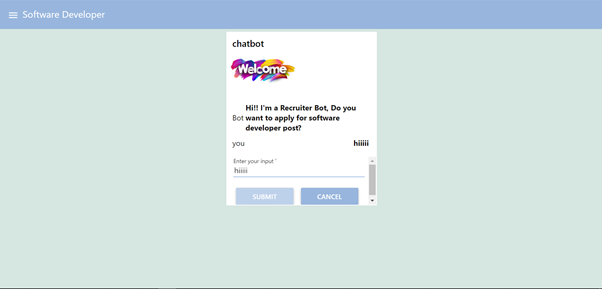 Software Developer
chatbot
Welcome
Hi!! I'm a Recruiter Bot, Do you
Bot want to apply for software
developer post?
you hiiiii
Enter your input *
hiiiii
SUBMIT CANCEL